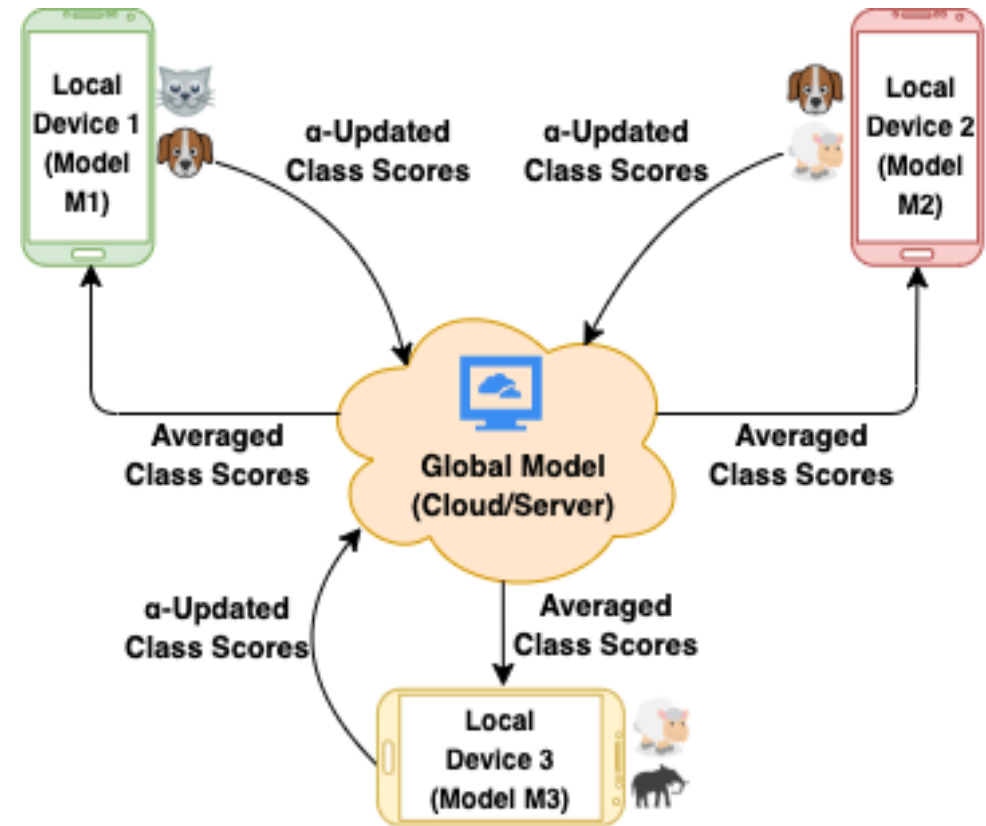 Local
Device 1
(Model
M1)
α-Updated
Class Scores
α-Updated
Class Scores
Local
Device 2
(Model
M2)
Averaged
Class Scores
Global Model
(Cloud/Server)
Averaged
Class Scores
α-Updated
Class Scores
Averaged
Class Scores
Local
Device 3
(Model M3)